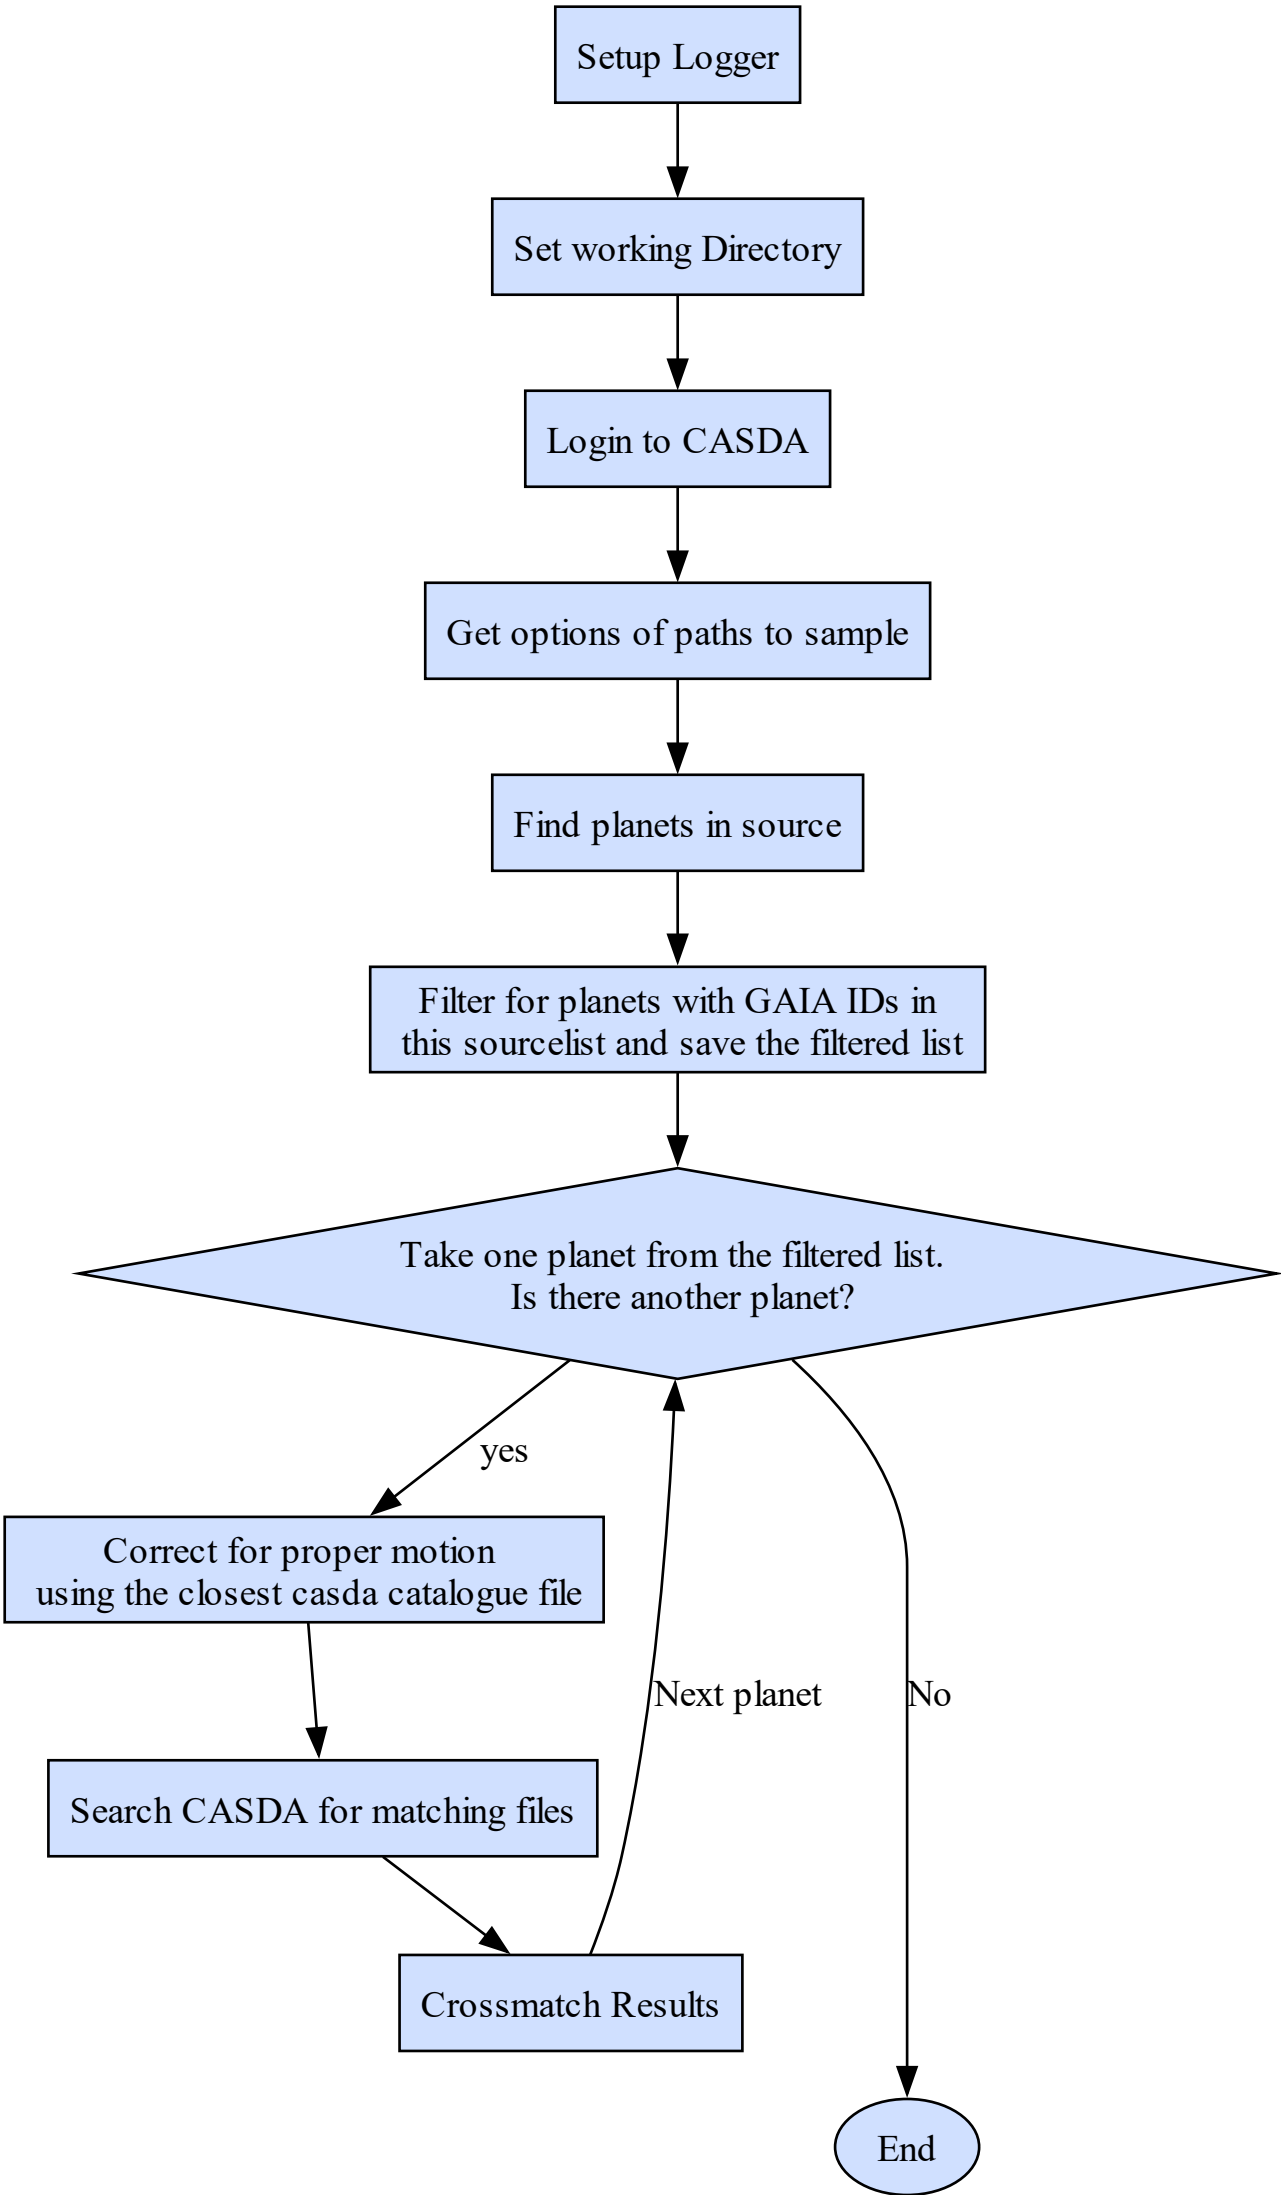 Setup Logger
Set working Directory
Login to CASDA
Get options of paths to sample
Find planets in source
Filter for planets with GAIA IDs in
this sourcelist and save the filtered list
Take one planet from the filtered list.
Is there another planet?
yes
Correct for proper motion
using the closest casda catalogue file
Next planet
No
Search CASDA for matching files
Crossmatch Results
End